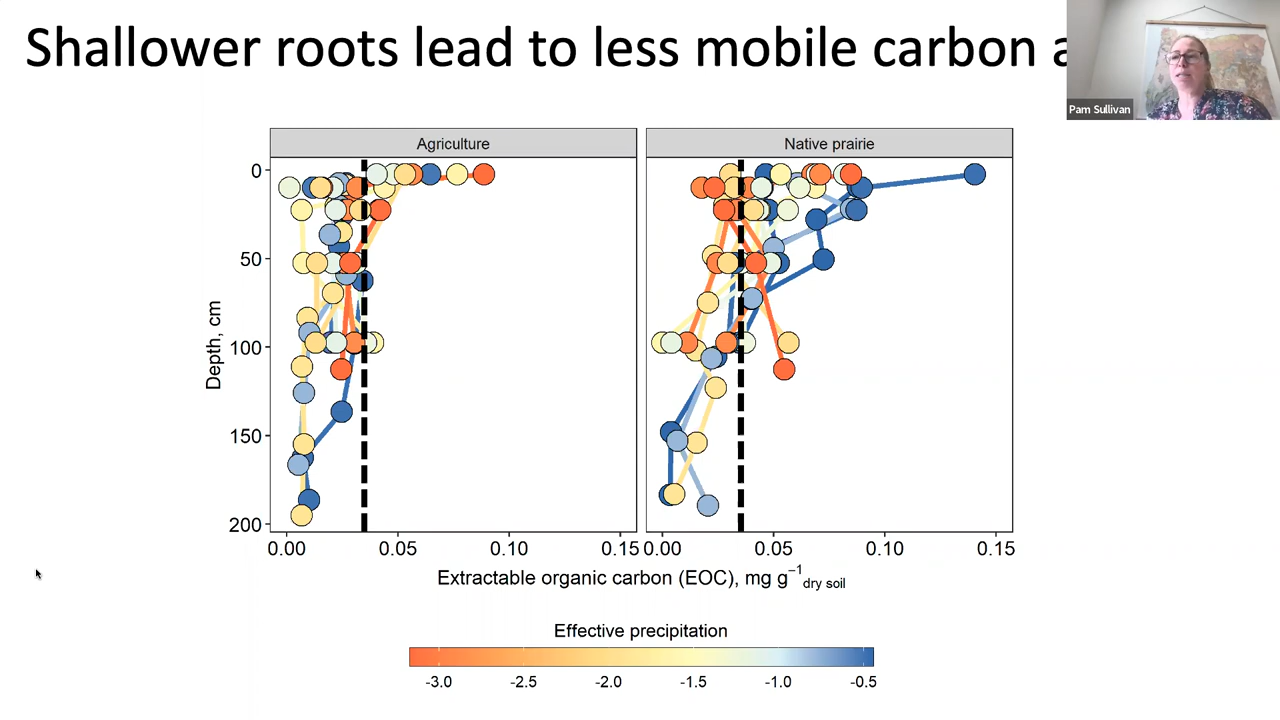 Shallower roots lead to less mobile carbon
Pam Sullivan
Agriculture
Native prairie
Depth, cm
0
50
100
150
200
0.00 0.05 0.10 0.15
0.00 0.05 0.10 0.15
Extractable organic carbon (EOC), mg g⁻¹ dry soil
Effective precipitation
-3.0 -2.5 -2.0 -1.5 -1.0 -0.5